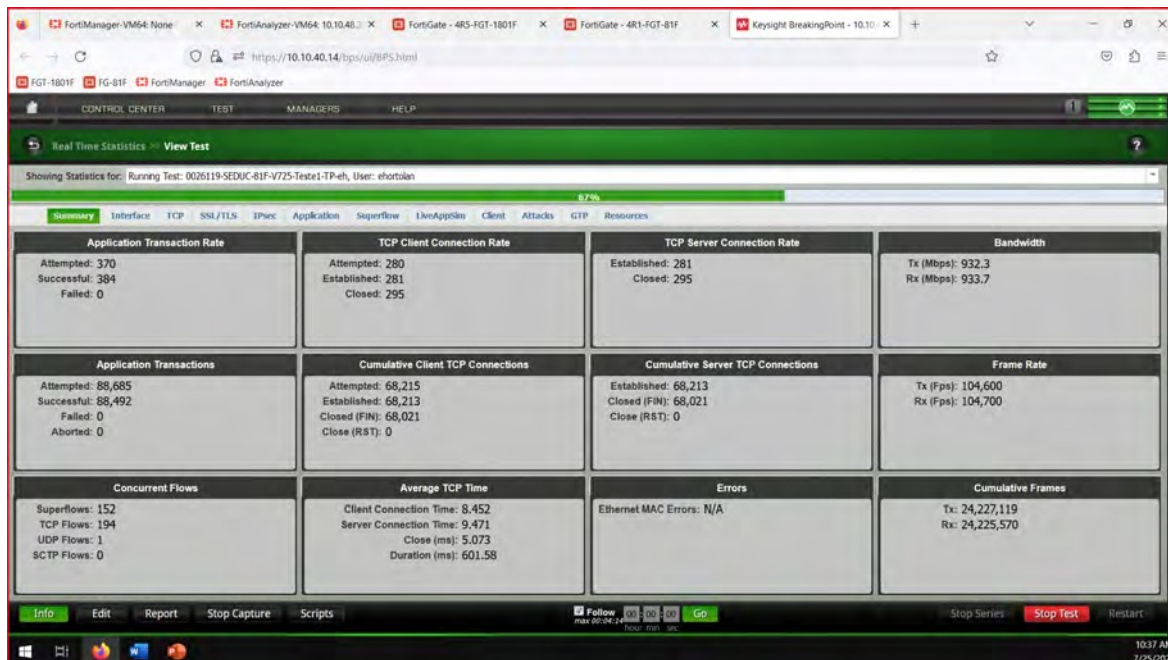 FortiManager-VM64: None
FortiAnalyzer-VM64: 10.10.48.2
FortiGate - 4R5-FGT-1801F
FortiGate - 4R1-FGT-81F
Keysight BreakingPoint - 10.10
https://10.10.40.14/bps/ui/BPS.html
FGT-1801F FG-81F FortiManager FortiAnalyzer
CONTROL CENTER TEST MANAGERS HELP
1
Real Time Statistics >> View Test
?
Showing Statistics for: Running Test: 0026119-SEDUC-81F-V725-Teste1-TP-eh, User: ehortolan
67%
Summary Interface TCP SSL/TLS IPsec Application Superflow LiveAppSim Client Attacks GTP Resources
Application Transaction Rate
Attempted: 370
Successful: 384
Failed: 0
TCP Client Connection Rate
Attempted: 280
Established: 281
Closed: 295
TCP Server Connection Rate
Established: 281
Closed: 295
Bandwidth
Tx (Mbps): 932.3
Rx (Mbps): 933.7
Application Transactions
Attempted: 88,685
Successful: 88,492
Failed: 0
Aborted: 0
Cumulative Client TCP Connections
Attempted: 68,215
Established: 68,213
Closed (FIN): 68,021
Close (RST): 0
Cumulative Server TCP Connections
Established: 68,213
Closed (FIN): 68,021
Close (RST): 0
Frame Rate
Tx (Fps): 104,600
Rx (Fps): 104,700
Concurrent Flows
Superflows: 152
TCP Flows: 194
UDP Flows: 1
SCTP Flows: 0
Average TCP Time
Client Connection Time: 8.452
Server Connection Time: 9.471
Close (ms): 5.073
Duration (ms): 601.58
Errors
Ethernet MAC Errors: N/A
Cumulative Frames
Tx: 24,227,119
Rx: 24,225,570
Info Edit Report Stop Capture Scripts
Follow 00 : 00 : 00 Go
max 00:04:14
hour min sec
Stop Series Stop Test Restart
10:37 A
7/25/20